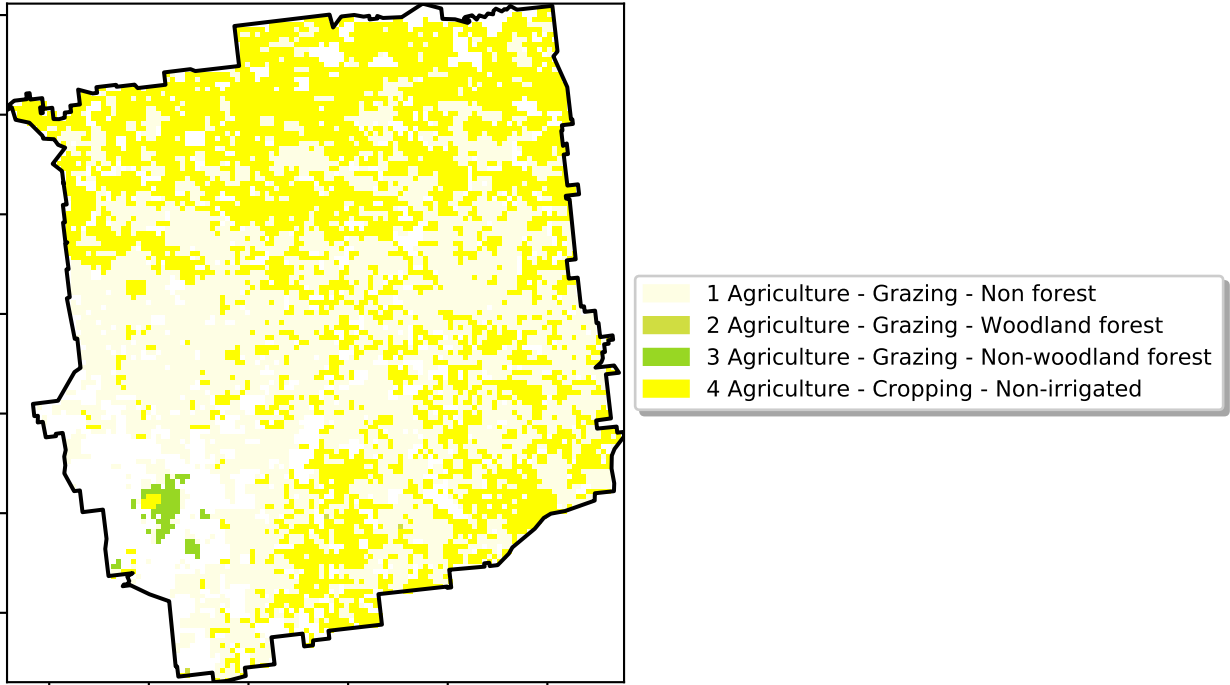 1 Agriculture - Grazing - Non forest
2 Agriculture - Grazing - Woodland forest
3 Agriculture - Grazing - Non-woodland forest
4 Agriculture - Cropping - Non-irrigated